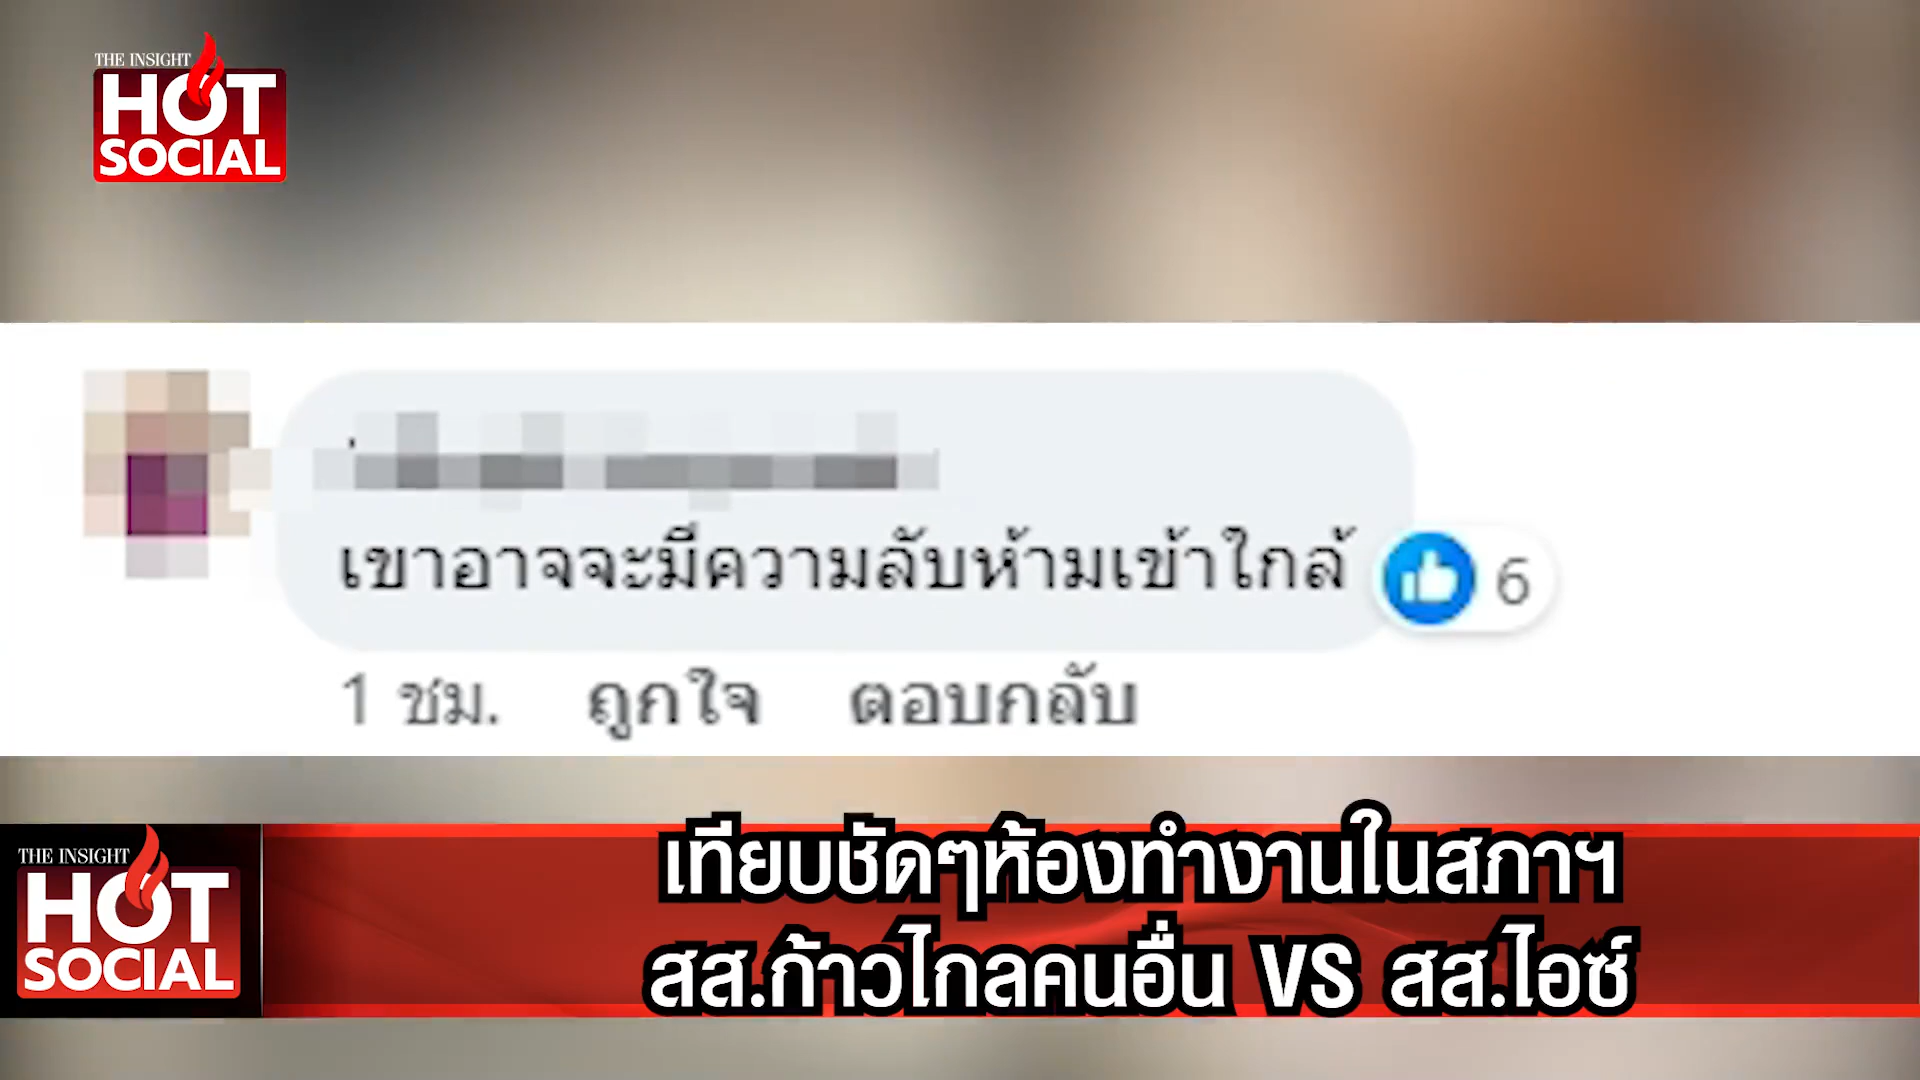 THE INSIGHT
HOT
SOCIAL
เขาอาจจะมีความลับห้ามเข้าใกล้
6
1 ชม. ถูกใจ ตอบกลับ
THE INSIGHT
HOT
SOCIAL
เทียบชัดๆห้องทำงานในสภาฯ
สส.ก้าวไกลคนอื่น VS สส.ไอซ์